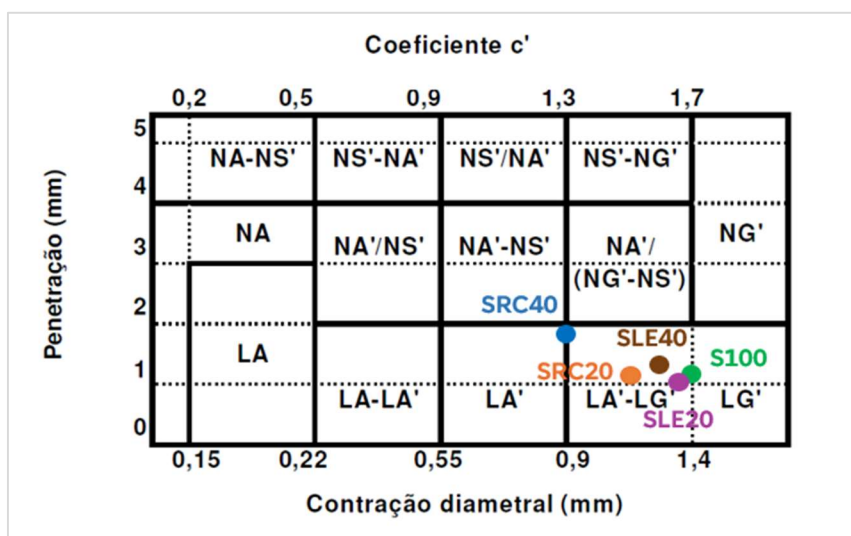 Coeficiente c'
0,2 0,5 0,9 1,3 1,7
5
NA-NS' NS'-NA' NS'/NA' NS'-NG'
4
NA NA'/NS' NA'-NS' NA'/ NG'
3
(NG'-NS')
Penetração (mm)
2
SRC40
SLE40
LA S100
1
SRC20
LA-LA' LA' LA'-LG' LG'
SLE20
0
0,15 0,22 0,55 0,9 1,4
Contração diametral (mm)